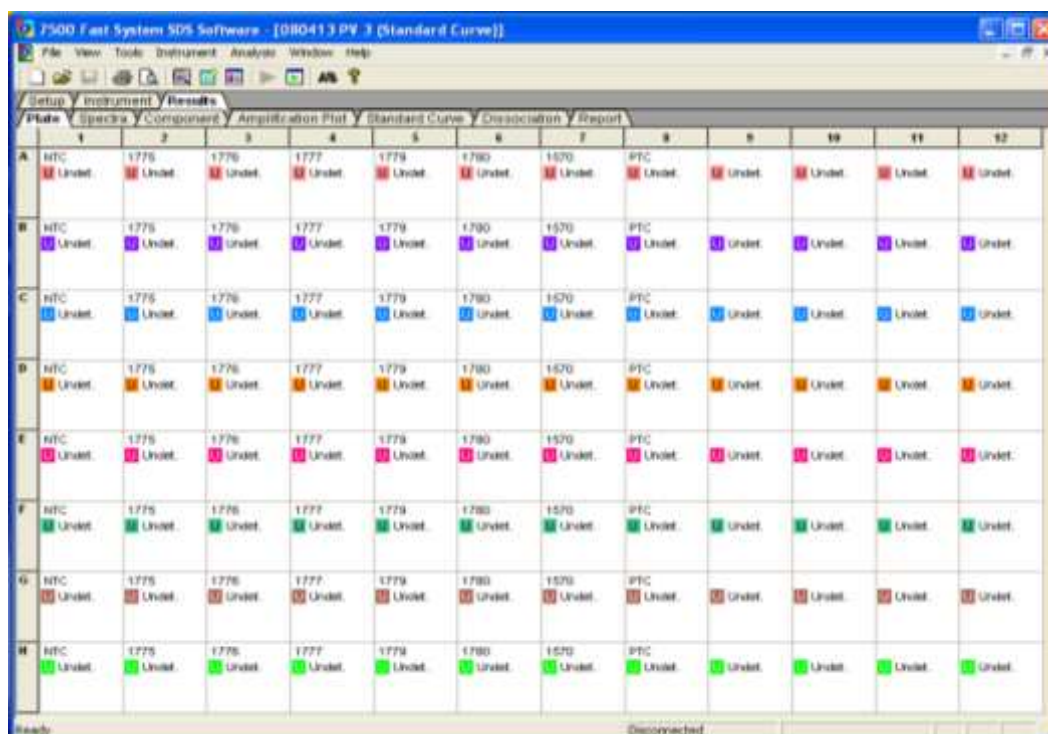 7500 Fast System SDS Software - [080413 PV 3 (Standard Curve)]
File View Tools Instrument Analysis Window Help
Setup Instrument Results
Plate Spectra Component Amplification Plot Standard Curve Dissociation Report
1 2 3 4 5 6 7 8 9 10 11 12
A NTC 1775 1776 1777 1779 1780 1570 PTC
U Undet. U Undet. U Undet. U Undet. U Undet. U Undet. U Undet. U Undet. U Undet. U Undet. U Undet. U Undet.
B NTC 1775 1776 1777 1779 1780 1570 PTC
U Undet. U Undet. U Undet. U Undet. U Undet. U Undet. U Undet. U Undet. U Undet. U Undet. U Undet. U Undet.
C NTC 1775 1776 1777 1779 1780 1570 PTC
U Undet. U Undet. U Undet. U Undet. U Undet. U Undet. U Undet. U Undet. U Undet. U Undet. U Undet. U Undet.
D NTC 1775 1776 1777 1779 1780 1570 PTC
U Undet. U Undet. U Undet. U Undet. U Undet. U Undet. U Undet. U Undet. U Undet. U Undet. U Undet. U Undet.
E NTC 1775 1776 1777 1779 1780 1570 PTC
U Undet. U Undet. U Undet. U Undet. U Undet. U Undet. U Undet. U Undet. U Undet. U Undet. U Undet. U Undet.
F NTC 1775 1776 1777 1779 1780 1570 PTC
U Undet. U Undet. U Undet. U Undet. U Undet. U Undet. U Undet. U Undet. U Undet. U Undet. U Undet. U Undet.
G NTC 1775 1776 1777 1779 1780 1570 PTC
U Undet. U Undet. U Undet. U Undet. U Undet. U Undet. U Undet. U Undet. U Undet. U Undet. U Undet. U Undet.
H NTC 1775 1776 1777 1779 1780 1570 PTC
U Undet. U Undet. U Undet. U Undet. U Undet. U Undet. U Undet. U Undet. U Undet. U Undet. U Undet. U Undet.
Ready Disconnected